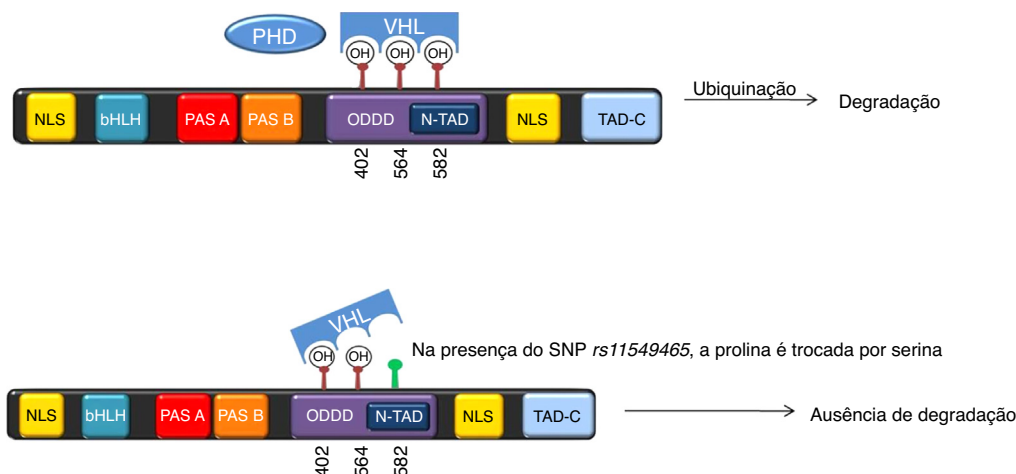 PHD
VHL
OH OH OH
NLS bHLH PAS A PAS B ODDD N-TAD NLS TAD-C
402 564 582
Ubiquinação
Degradação
VHL
OH OH
Na presença do SNP rs11549465, a prolina é trocada por serina
NLS bHLH PAS A PAS B ODDD N-TAD NLS TAD-C
402 564 582
Ausência de degradação